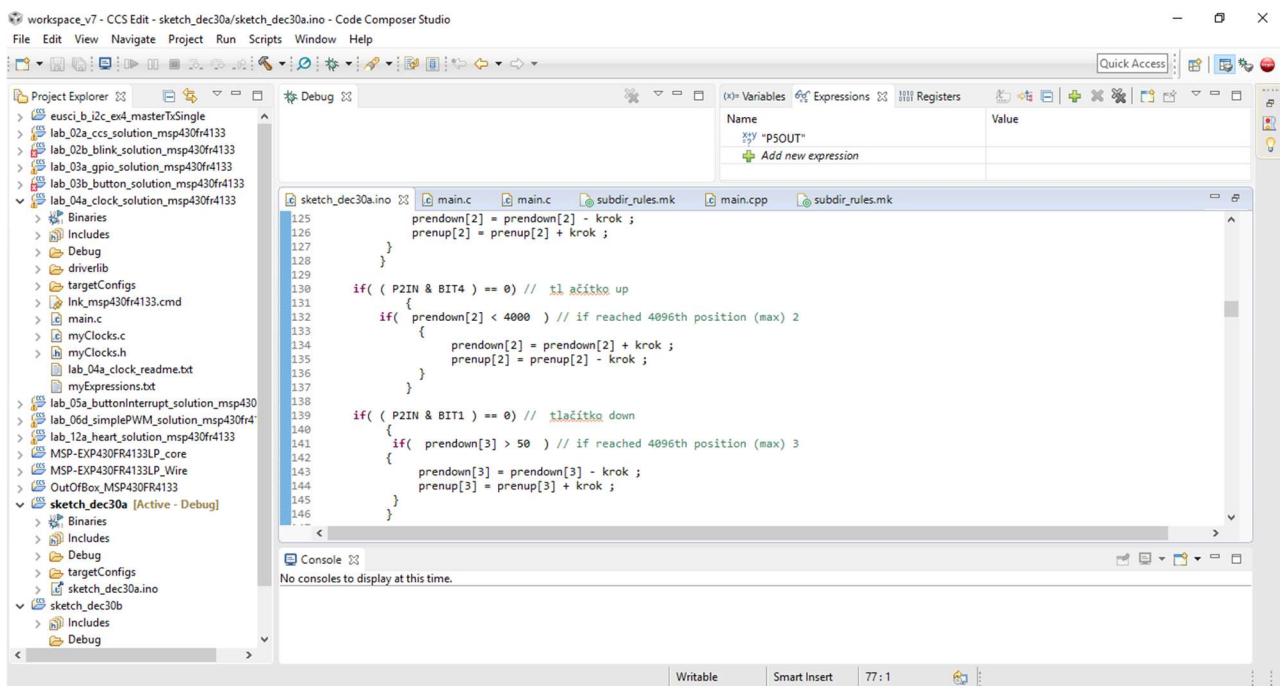 workspace_v7 - CCS Edit - sketch_dec30a/sketch_dec30a.ino - Code Composer Studio
File Edit View Navigate Project Run Scripts Window Help
Quick Access
Project Explorer
eusci_b_i2c_ex4_masterTxSingle
lab_02a_ccs_solution_msp430fr4133
lab_02b_blink_solution_msp430fr4133
lab_03a_gpio_solution_msp430fr4133
lab_03b_button_solution_msp430fr4133
lab_04a_clock_solution_msp430fr4133
Binaries
Includes
Debug
driverlib
targetConfigs
lnk_msp430fr4133.cmd
main.c
myClocks.c
myClocks.h
lab_04a_clock_readme.txt
myExpressions.txt
lab_05a_buttonInterrupt_solution_msp430
lab_06d_simplePWM_solution_msp430fr4
lab_12a_heart_solution_msp430fr4133
MSP-EXP430FR4133LP_core
MSP-EXP430FR4133LP_Wire
OutOfBox_MSP430FR4133
sketch_dec30a [Active - Debug]
Binaries
Includes
Debug
targetConfigs
sketch_dec30a.ino
sketch_dec30b
Includes
Debug
Debug
(x)= Variables Expressions Registers
Name Value
"P5OUT"
Add new expression
sketch_dec30a.ino main.c main.c subdir_rules.mk main.cpp subdir_rules.mk
125 prendown[2] = prendown[2] - krok ;
126 prenup[2] = prenup[2] + krok ;
127 }
128 }
129
130 if( ( P2IN & BIT4 ) == 0) // tl ačítko up
131 {
132 if( prendown[2] < 4000 ) // if reached 4096th position (max) 2
133 {
134 prendown[2] = prendown[2] + krok ;
135 prenup[2] = prenup[2] - krok ;
136 }
137 }
138
139 if( ( P2IN & BIT1 ) == 0) // tlačítko down
140 {
141 if( prendown[3] > 50 ) // if reached 4096th position (max) 3
142 {
143 prendown[3] = prendown[3] - krok ;
144 prenup[3] = prenup[3] + krok ;
145 }
146 }
Console
No consoles to display at this time.
Writable Smart Insert 77 : 1